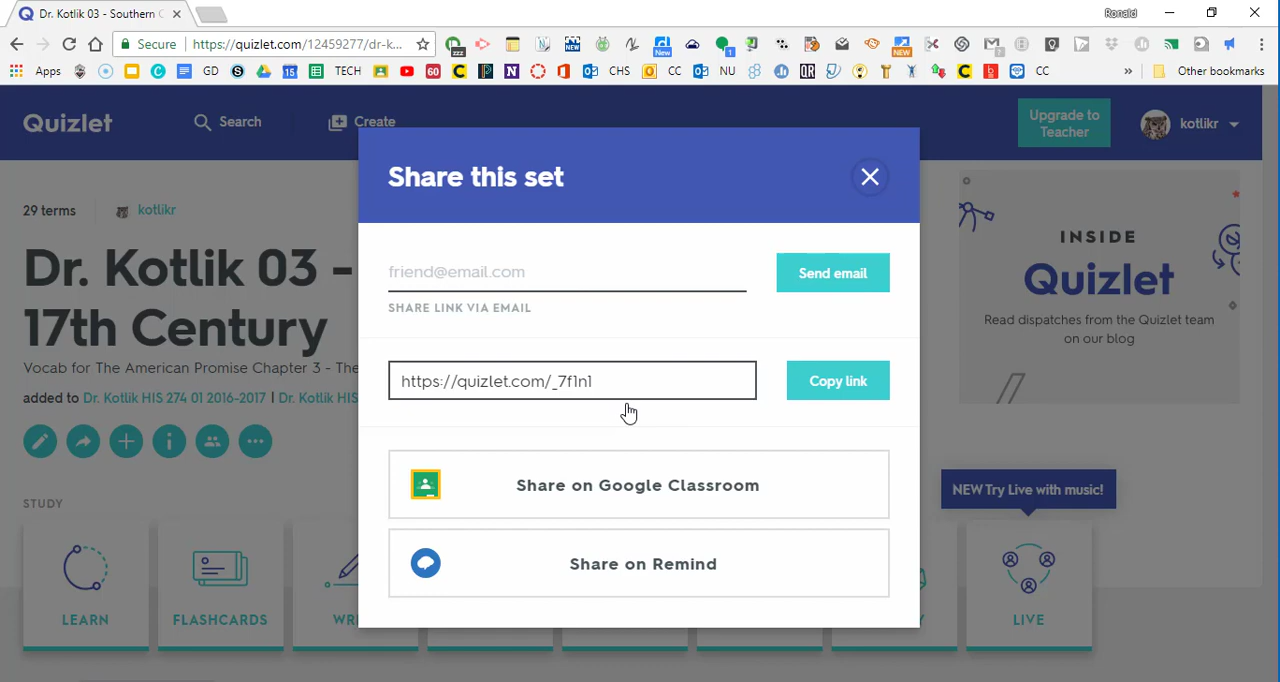 Dr. Kotlik 03 - Southern C
Ronald
Secure
https://quizlet.com/12459277/dr-k...
Apps
GD
TECH
CHS
CC
NU
CC
Other bookmarks
Quizlet
Search
Create
Upgrade to
Teacher
kotlikr
Share this set
29 terms
kotlikr
Dr. Kotlik 03 -
17th Century
Vocab for The American Promise Chapter 3 - The
added to Dr. Kotlik HIS 274 01 2016-2017 | Dr. Kotlik HIS
friend@email.com
Send email
SHARE LINK VIA EMAIL
https://quizlet.com/_7f1n1
Copy link
Share on Google Classroom
Share on Remind
INSIDE
Quizlet
Read dispatches from the Quizlet team
on our blog
NEW Try Live with music!
STUDY
LEARN
FLASHCARDS
WR
LIVE